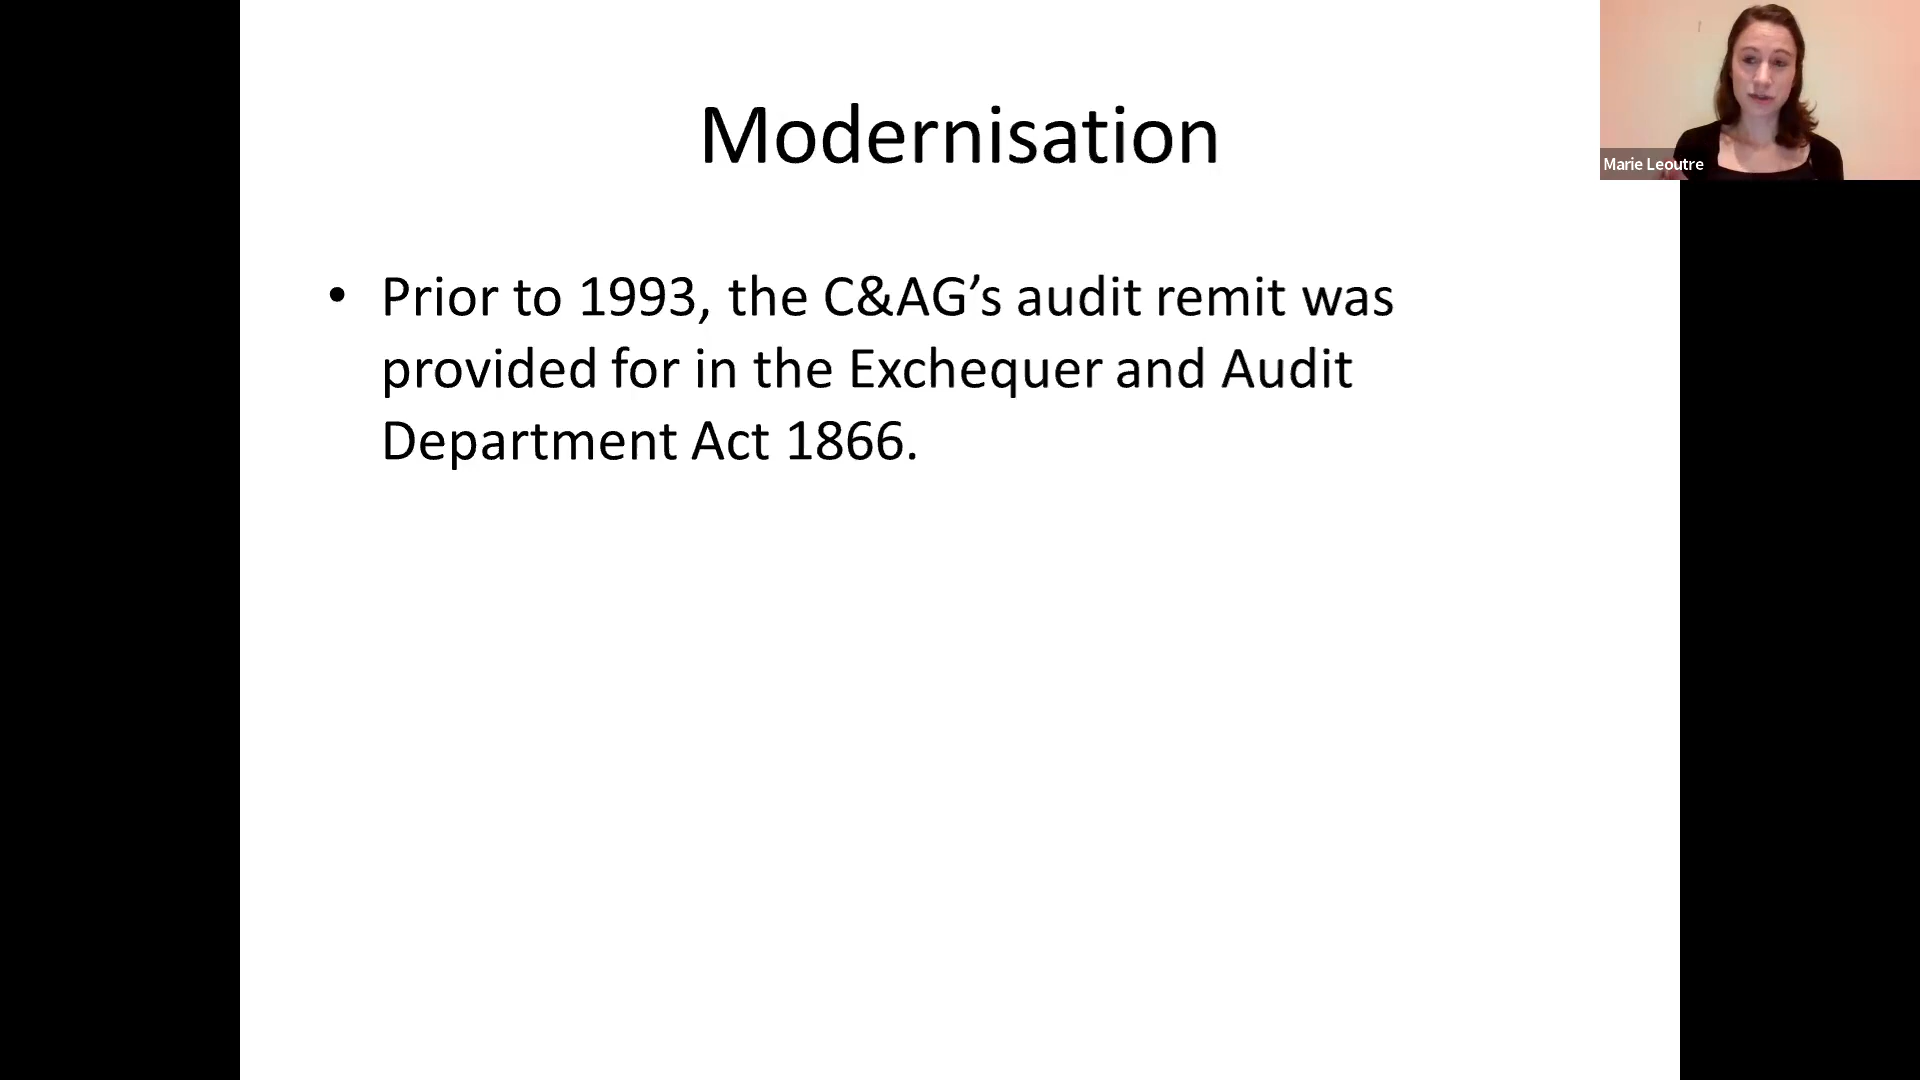 Modernisation
Marie Leoutre
• Prior to 1993, the C&AG’s audit remit was
provided for in the Exchequer and Audit
Department Act 1866.